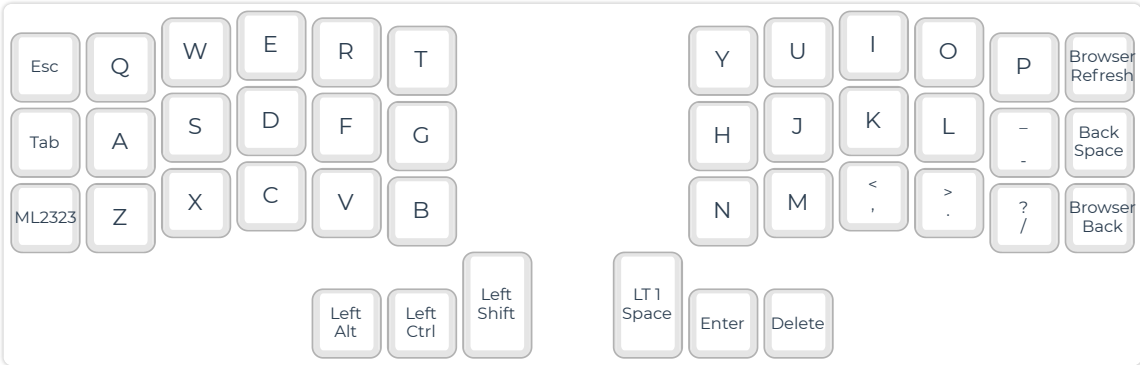 Esc
Q
W
E
R
T
Y
U
I
O
P
Browser
Refresh
Tab
A
S
D
F
G
H
J
K
L
_
-
Back
Space
ML2323
Z
X
C
V
B
N
M
<
,
>
.
?
/
Browser
Back
Left
Alt
Left
Ctrl
Left
Shift
LT 1
Space
Enter
Delete